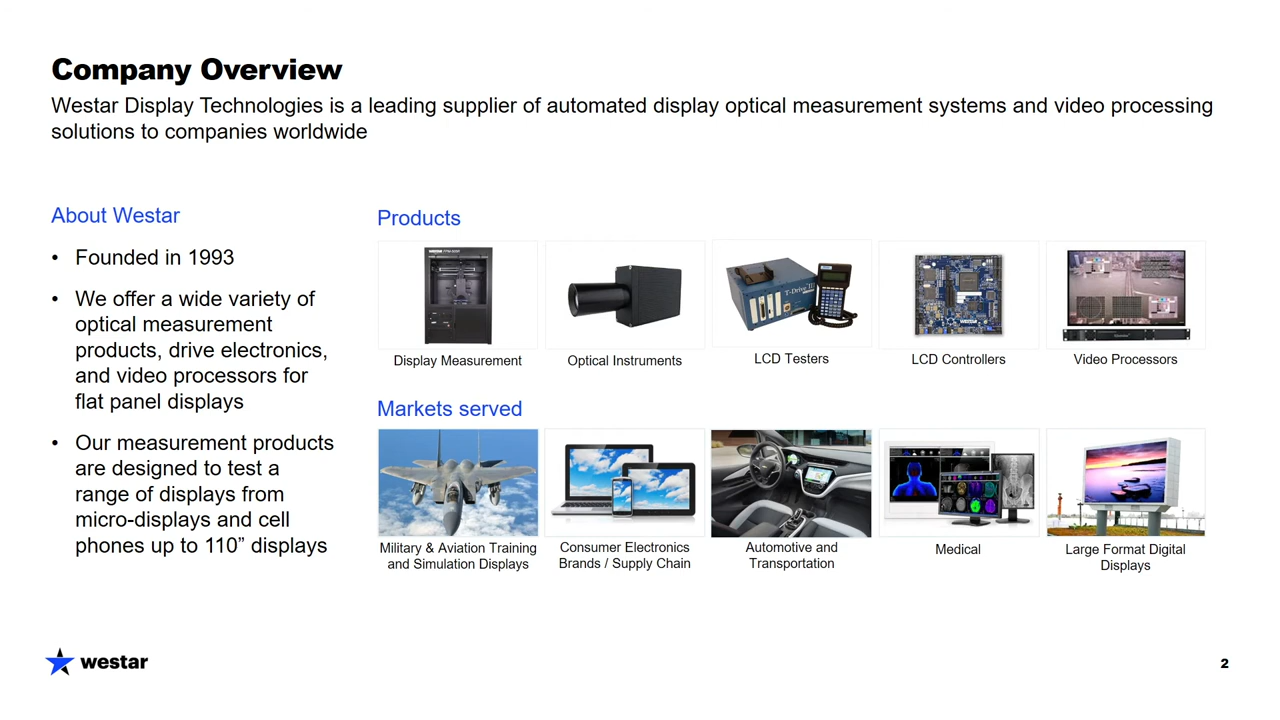 Company Overview
Westar Display Technologies is a leading supplier of automated display optical measurement systems and video processing
solutions to companies worldwide
About Westar
• Founded in 1993
• We offer a wide variety of
optical measurement
products, drive electronics,
and video processors for
flat panel displays
• Our measurement products
are designed to test a
range of displays from
micro-displays and cell
phones up to 110” displays
Products
T-Drive III
WESTAR
Display Measurement
Optical Instruments
LCD Testers
LCD Controllers
Video Processors
Markets served
Military & Aviation Training
and Simulation Displays
Consumer Electronics
Brands / Supply Chain
Automotive and
Transportation
Medical
Large Format Digital
Displays
westar
2